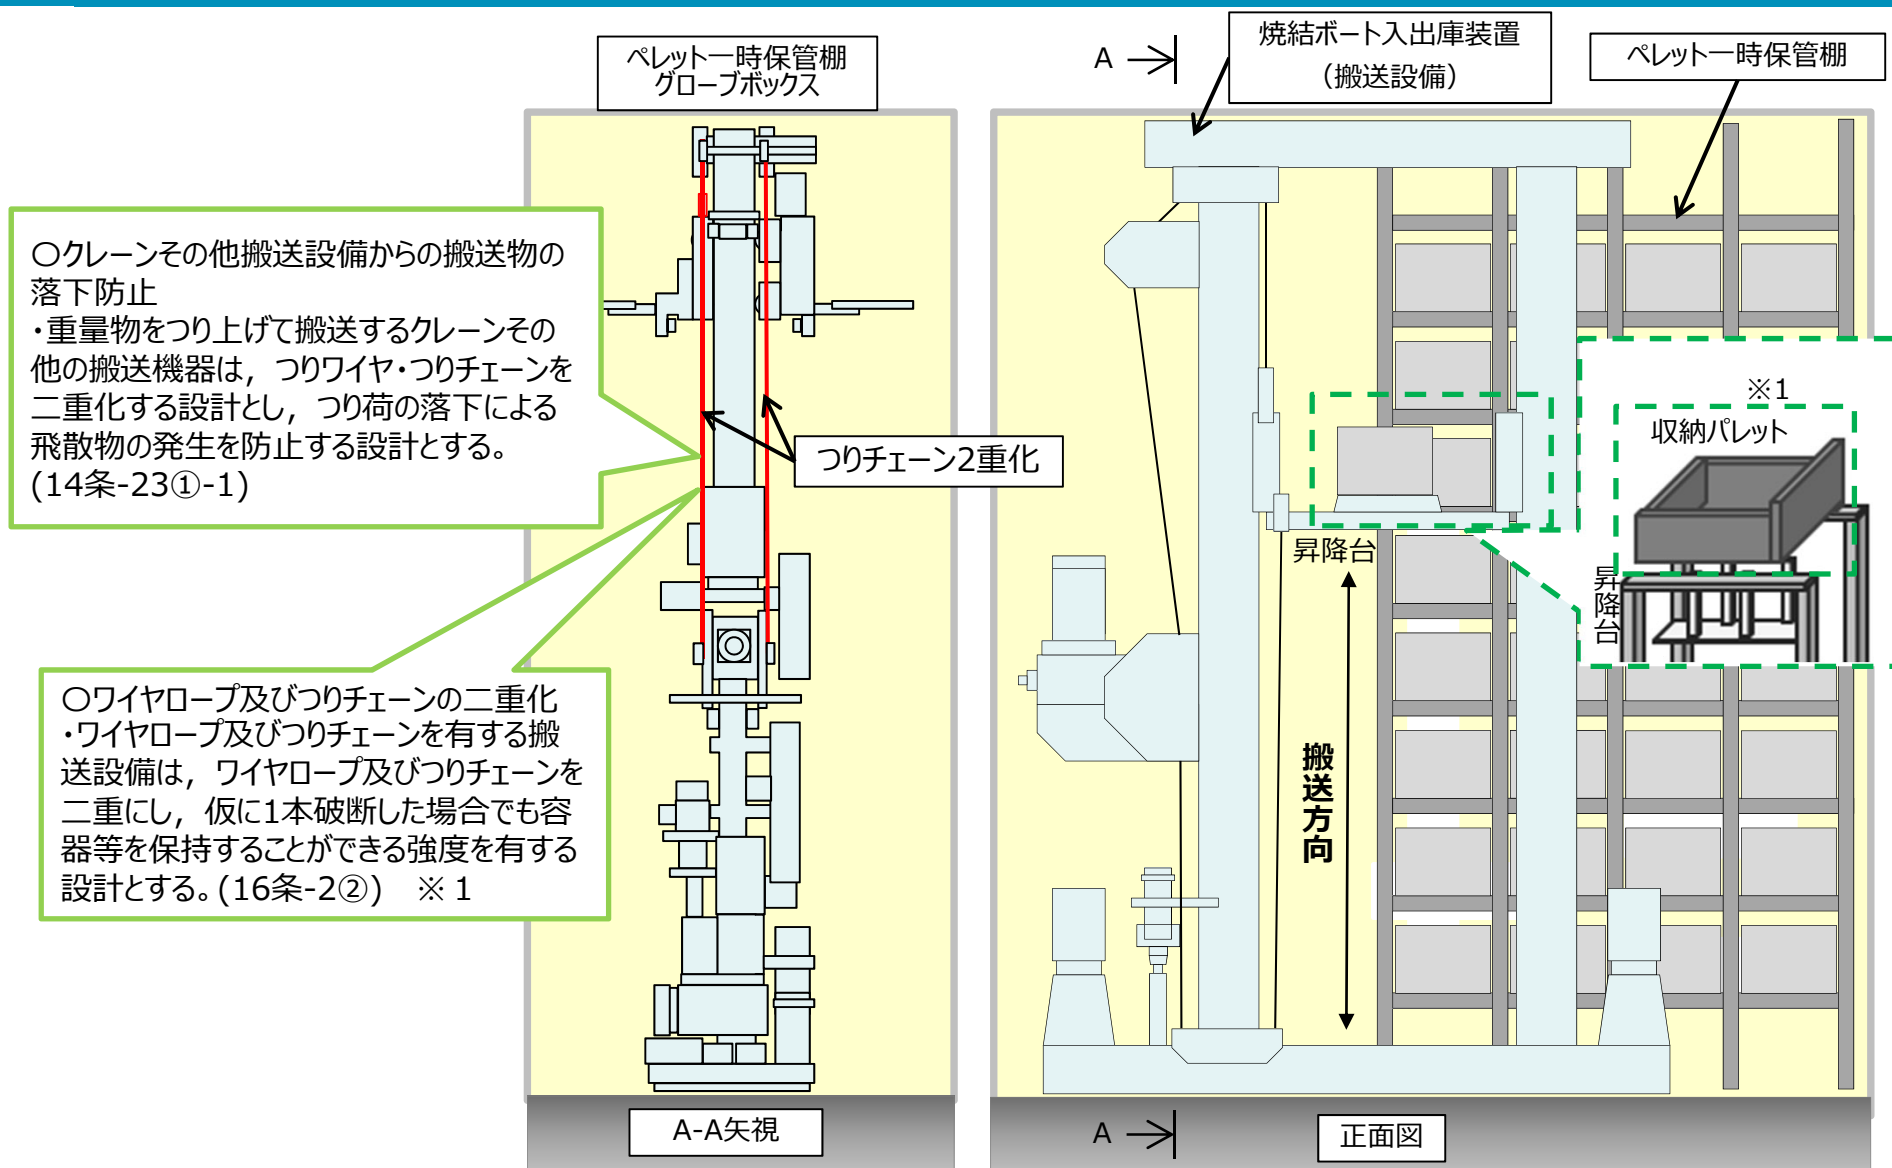 ペレット一時保管棚
グローブボックス
A
焼結ボート入出庫装置
（搬送設備）
ペレット一時保管棚
〇クレーンその他搬送設備からの搬送物の
落下防止
・重量物をつり上げて搬送するクレーンその
他の搬送機器は，つりワイヤ・つりチェーンを
二重化する設計とし，つり荷の落下による
飛散物の発生を防止する設計とする。
(14条-23①-1)
つりチェーン2重化
※1
収納パレット
昇降台
昇降台
〇ワイヤロープ及びつりチェーンの二重化
・ワイヤロープ及びつりチェーンを有する搬
送設備は，ワイヤロープ及びつりチェーンを
二重にし，仮に1本破断した場合でも容
器等を保持することができる強度を有する
設計とする。(16条-2②)　※１
搬送方向
A-A矢視
A
正面図